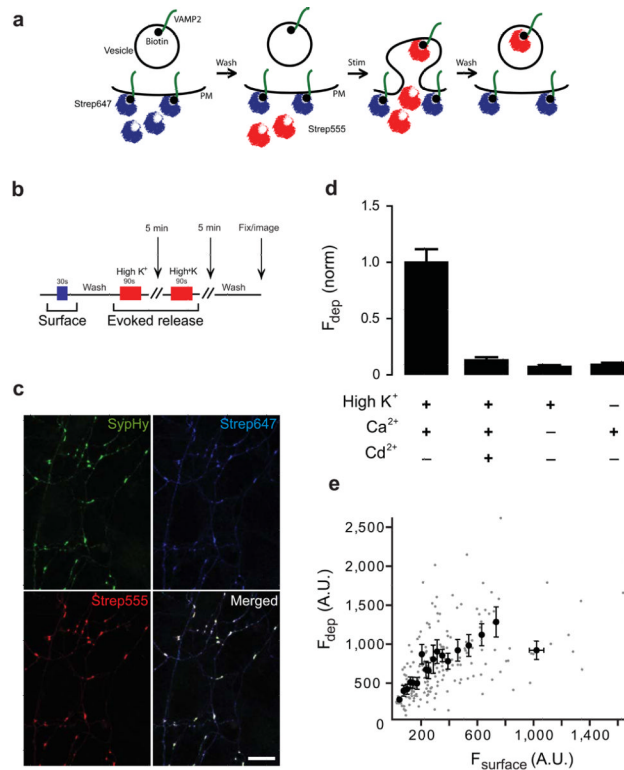 a
VAMP2
Biotin
Vesicle
Wash
Stim
Wash
PM
PM
Strep647
Strep555
b
5 min
5 min
Fix/image
30s
Wash
High K⁺
90s
High⁺K
90s
Wash
Surface
Evoked release
c
SypHy
Strep647
Strep555
Merged
d
F_dep (norm)
1.5
1.0
0.5
0
High K⁺ + + + –
Ca²⁺ + + – +
Cd²⁺ – + – –
e
F_dep (A.U.)
2,500
2,000
1,500
1,000
500
0
200 600 1,000 1,400
F_surface (A.U.)